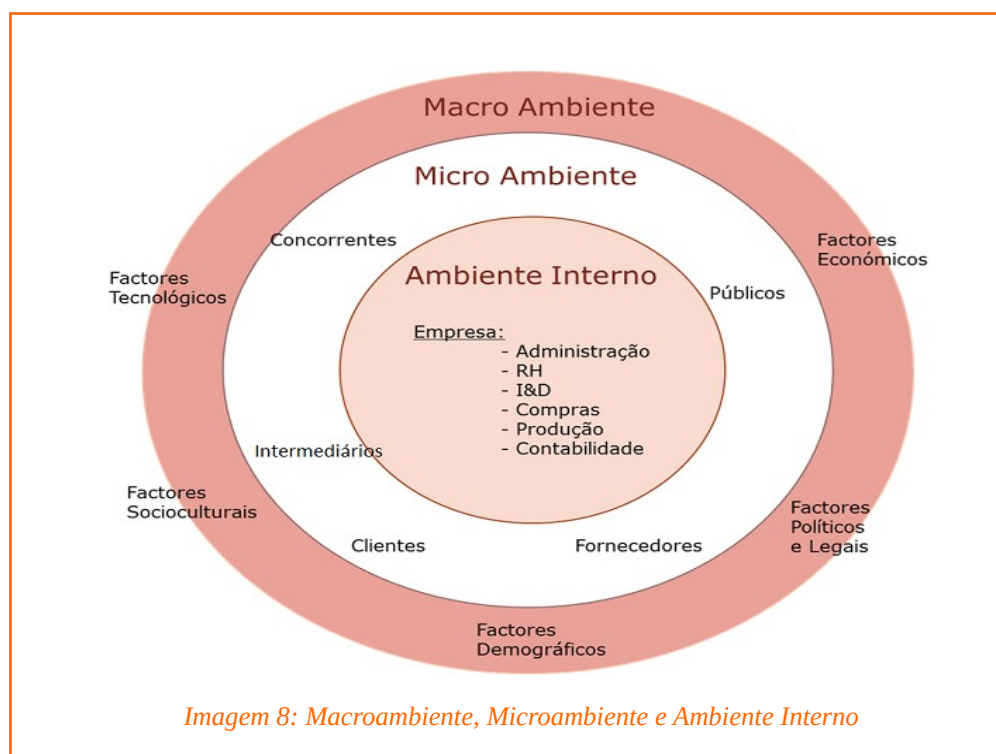 Macro Ambiente
Micro Ambiente
Concorrentes
Factores
Económicos
Ambiente Interno
Factores
Tecnológicos
Públicos
Empresa:
- Administração
- RH
- I&D
- Compras
- Produção
- Contabilidade
Intermediários
Factores
Socioculturais
Factores
Políticos
e Legais
Clientes
Fornecedores
Factores
Demográficos
Imagem 8: Macroambiente, Microambiente e Ambiente Interno